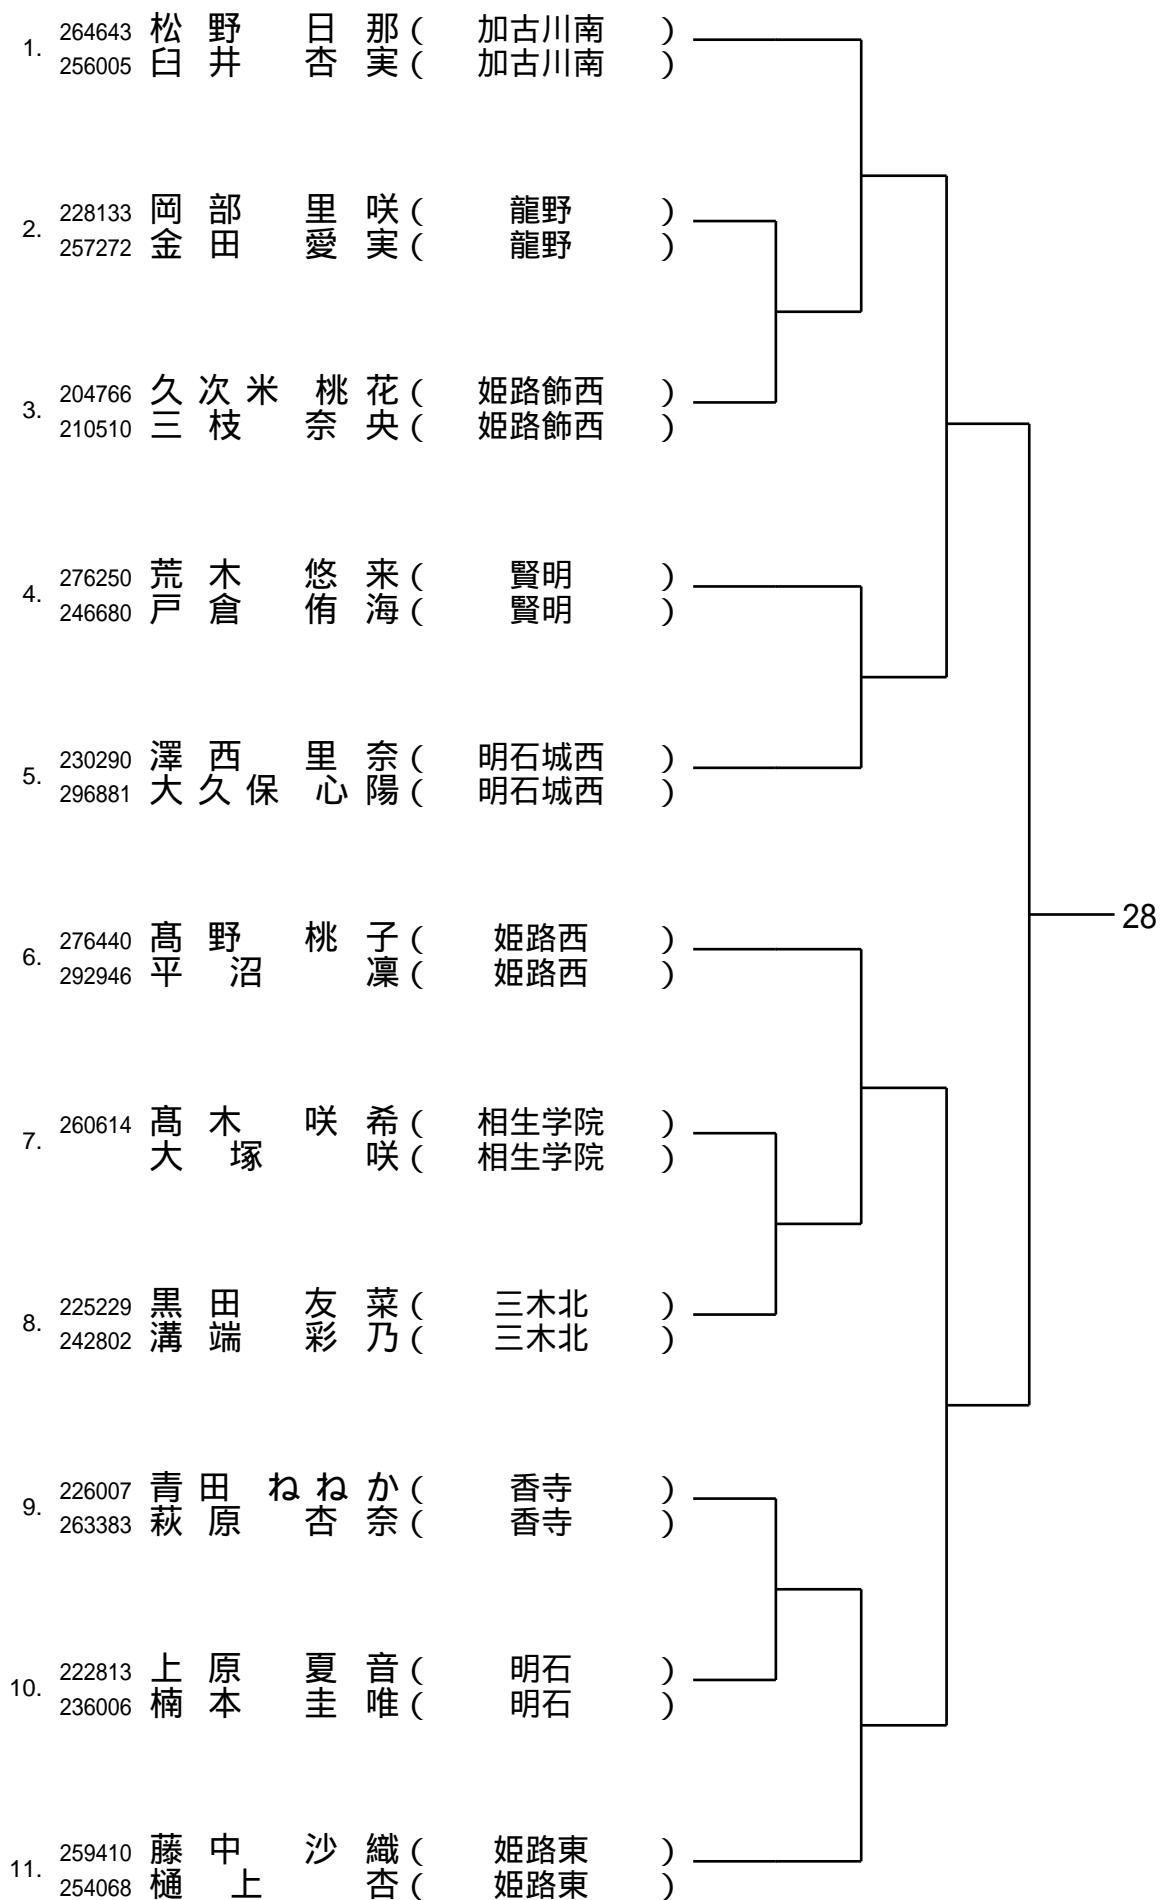 1. 264643 松野 日那 ( 加古川南 )
256005 臼井 杏実 ( 加古川南 )
2. 228133 岡部 里咲 ( 龍野 )
257272 金田 愛実 ( 龍野 )
3. 204766 久次米 桃花 ( 姫路飾西 )
210510 三枝 奈央 ( 姫路飾西 )
4. 276250 荒木 悠来 ( 賢明 )
246680 戸倉 侑海 ( 賢明 )
5. 230290 澤西 里奈 ( 明石城西 )
296881 大久保 心陽 ( 明石城西 )
6. 276440 髙野 桃子 ( 姫路西 )
292946 平沼 凜 ( 姫路西 )
28
7. 260614 髙木 咲希 ( 相生学院 )
大塚 咲 ( 相生学院 )
8. 225229 黒田 友菜 ( 三木北 )
242802 溝端 彩乃 ( 三木北 )
9. 226007 青田 ねねか ( 香寺 )
263383 萩原 杏奈 ( 香寺 )
10. 222813 上原 夏音 ( 明石 )
236006 楠本 圭唯 ( 明石 )
11. 259410 藤中 沙織 ( 姫路東 )
254068 樋上 杏 ( 姫路東 )